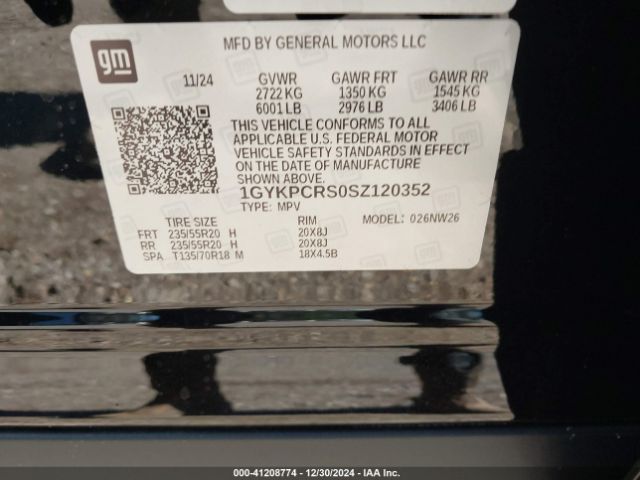 gm
MFD BY GENERAL MOTORS LLC
11/24 GVWR GAWR FRT GAWR RR
2722 KG 1350 KG 1545 KG
6001 LB 2976 LB 3406 LB
THIS VEHICLE CONFORMS TO ALL
APPLICABLE U.S. FEDERAL MOTOR
VEHICLE SAFETY STANDARDS IN EFFECT
ON THE DATE OF MANUFACTURE
SHOWN ABOVE.
1GYKPCRS0SZ120352
TYPE: MPV MODEL: 026NW26
TIRE SIZE RIM
FRT 235/55R20 H 20X8J
RR 235/55R20 H 20X8J
SPA T135/70R18 M 18X4.5B
000-41208774 - 12/30/2024 - IAA Inc.